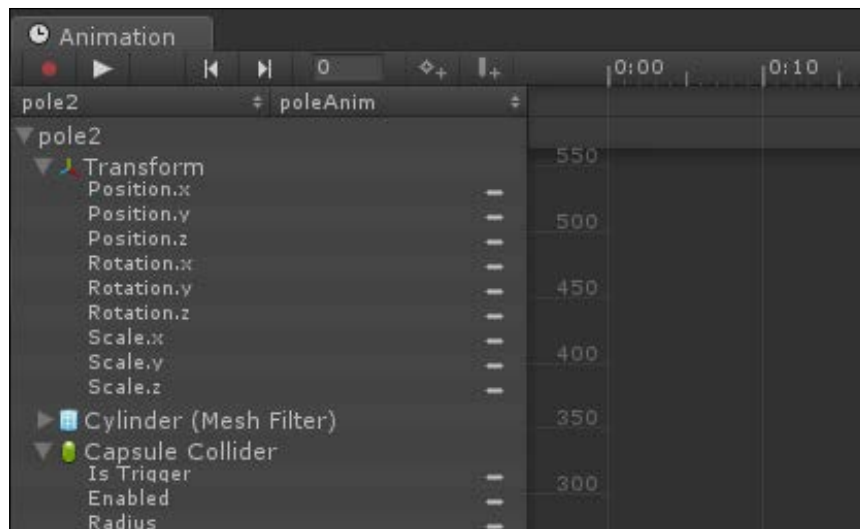 Animation
0 0:00 0:10
pole2 poleAnim
pole2
550
Transform
Position.x
Position.y
500
Position.z
Rotation.x
Rotation.y 450
Rotation.z
Scale.x
Scale.y 400
Scale.z
Cylinder (Mesh Filter) 350
Capsule Collider
Is Trigger
300
Enabled
Radius